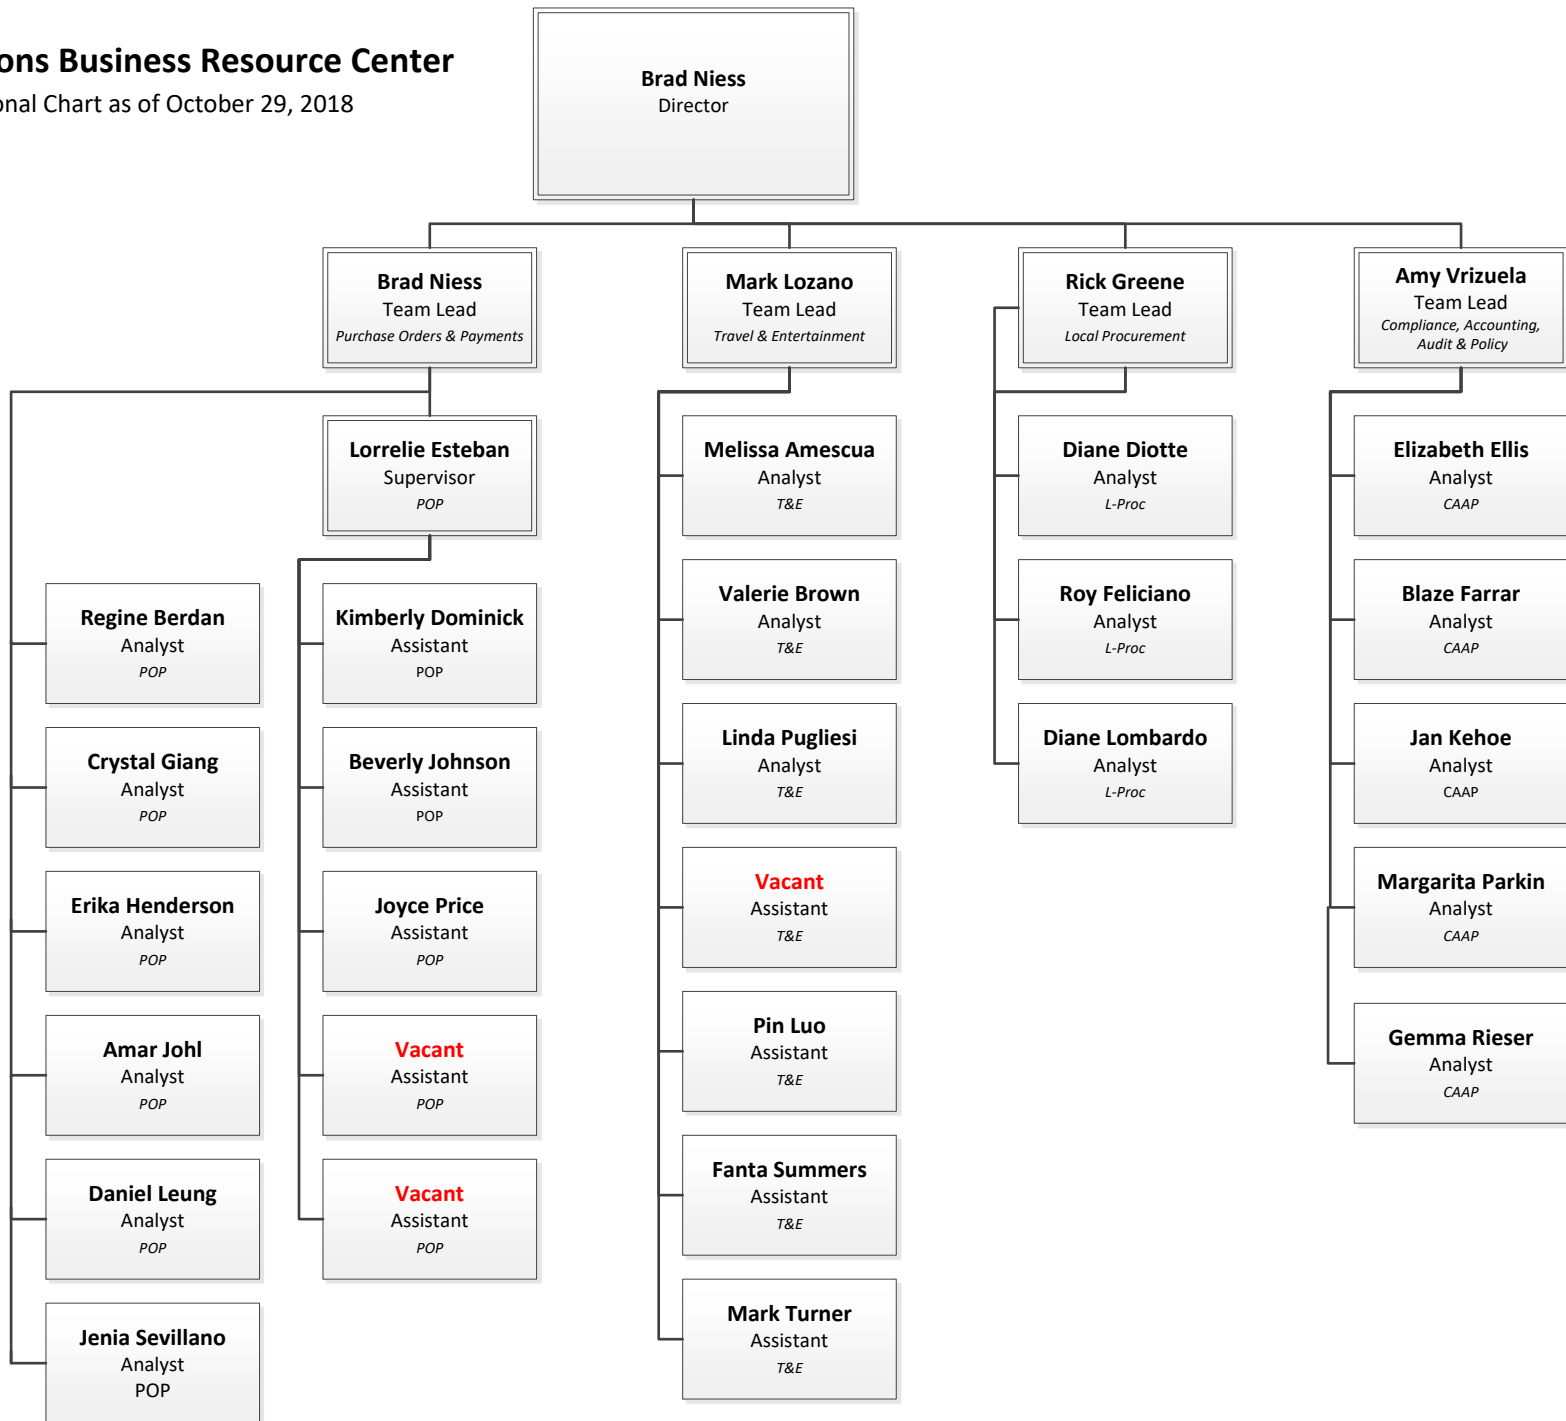 ons Business Resource Center
onal Chart as of October 29, 2018
Brad Niess
Director
Brad Niess
Team Lead
Purchase Orders & Payments
Mark Lozano
Team Lead
Travel & Entertainment
Rick Greene
Team Lead
Local Procurement
Amy Vrizuela
Team Lead
Compliance, Accounting,
Audit & Policy
Lorrelie Esteban
Supervisor
POP
Regine Berdan
Analyst
POP
Crystal Giang
Analyst
POP
Erika Henderson
Analyst
POP
Amar Johl
Analyst
POP
Daniel Leung
Analyst
POP
Jenia Sevillano
Analyst
POP
Kimberly Dominick
Assistant
POP
Beverly Johnson
Assistant
POP
Joyce Price
Assistant
POP
Vacant
Assistant
POP
Vacant
Assistant
POP
Melissa Amescua
Analyst
T&E
Valerie Brown
Analyst
T&E
Linda Pugliesi
Analyst
T&E
Vacant
Assistant
T&E
Pin Luo
Assistant
T&E
Fanta Summers
Assistant
T&E
Mark Turner
Assistant
T&E
Diane Diotte
Analyst
L-Proc
Roy Feliciano
Analyst
L-Proc
Diane Lombardo
Analyst
L-Proc
Elizabeth Ellis
Analyst
CAAP
Blaze Farrar
Analyst
CAAP
Jan Kehoe
Analyst
CAAP
Margarita Parkin
Analyst
CAAP
Gemma Rieser
Analyst
CAAP